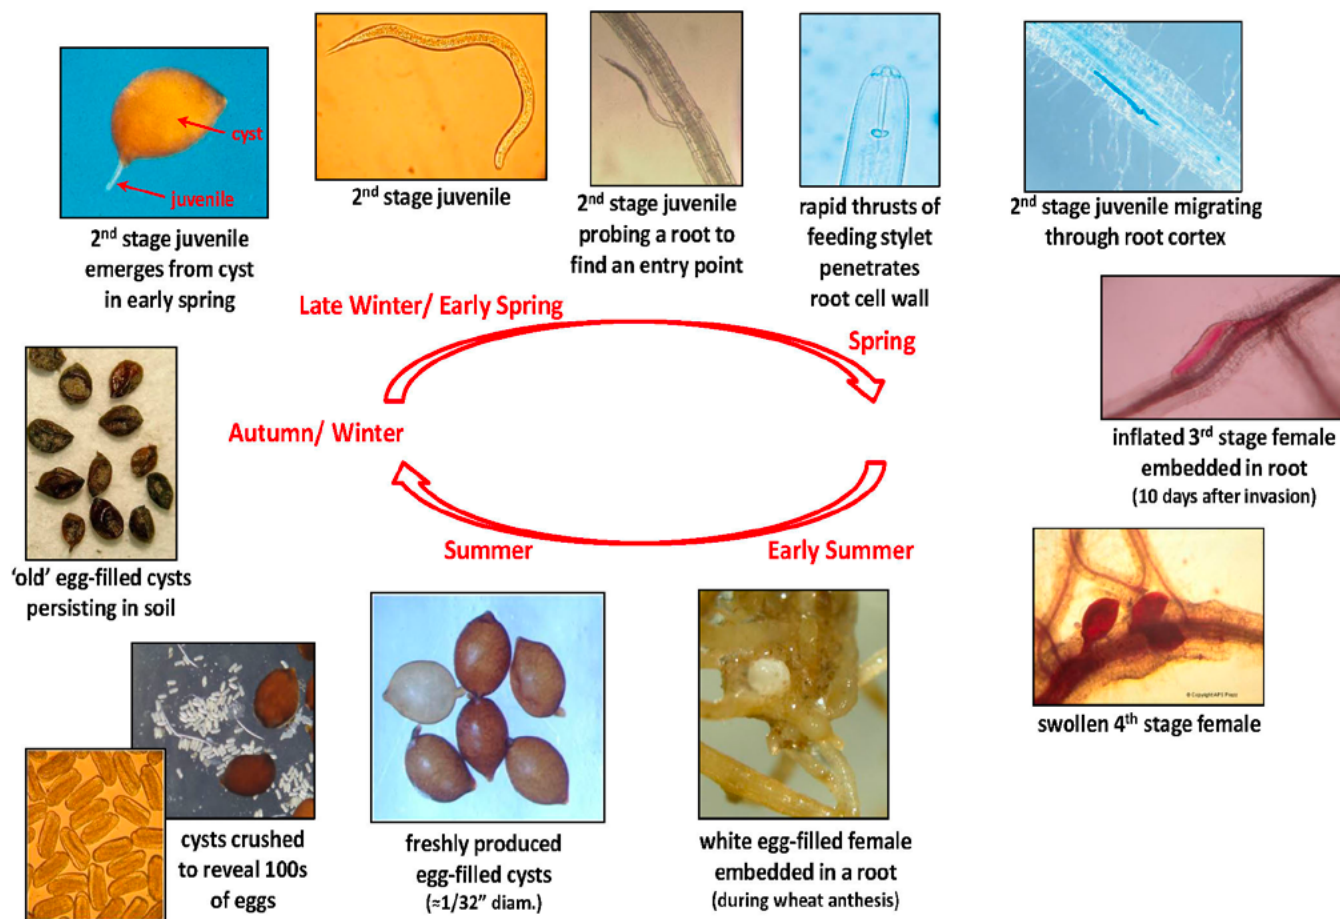 cyst
juvenile
2nd stage juvenile
emerges from cyst
in early spring
2nd stage juvenile
2nd stage juvenile
probing a root to
find an entry point
rapid thrusts of
feeding stylet
penetrates
root cell wall
2nd stage juvenile migrating
through root cortex
Late Winter/ Early Spring
Spring
inflated 3rd stage female
embedded in root
(10 days after invasion)
Autumn/ Winter
Summer
Early Summer
'old' egg-filled cysts
persisting in soil
© Copyright APS Press
swollen 4th stage female
cysts crushed
to reveal 100s
of eggs
freshly produced
egg-filled cysts
(≈1/32" diam.)
white egg-filled female
embedded in a root
(during wheat anthesis)